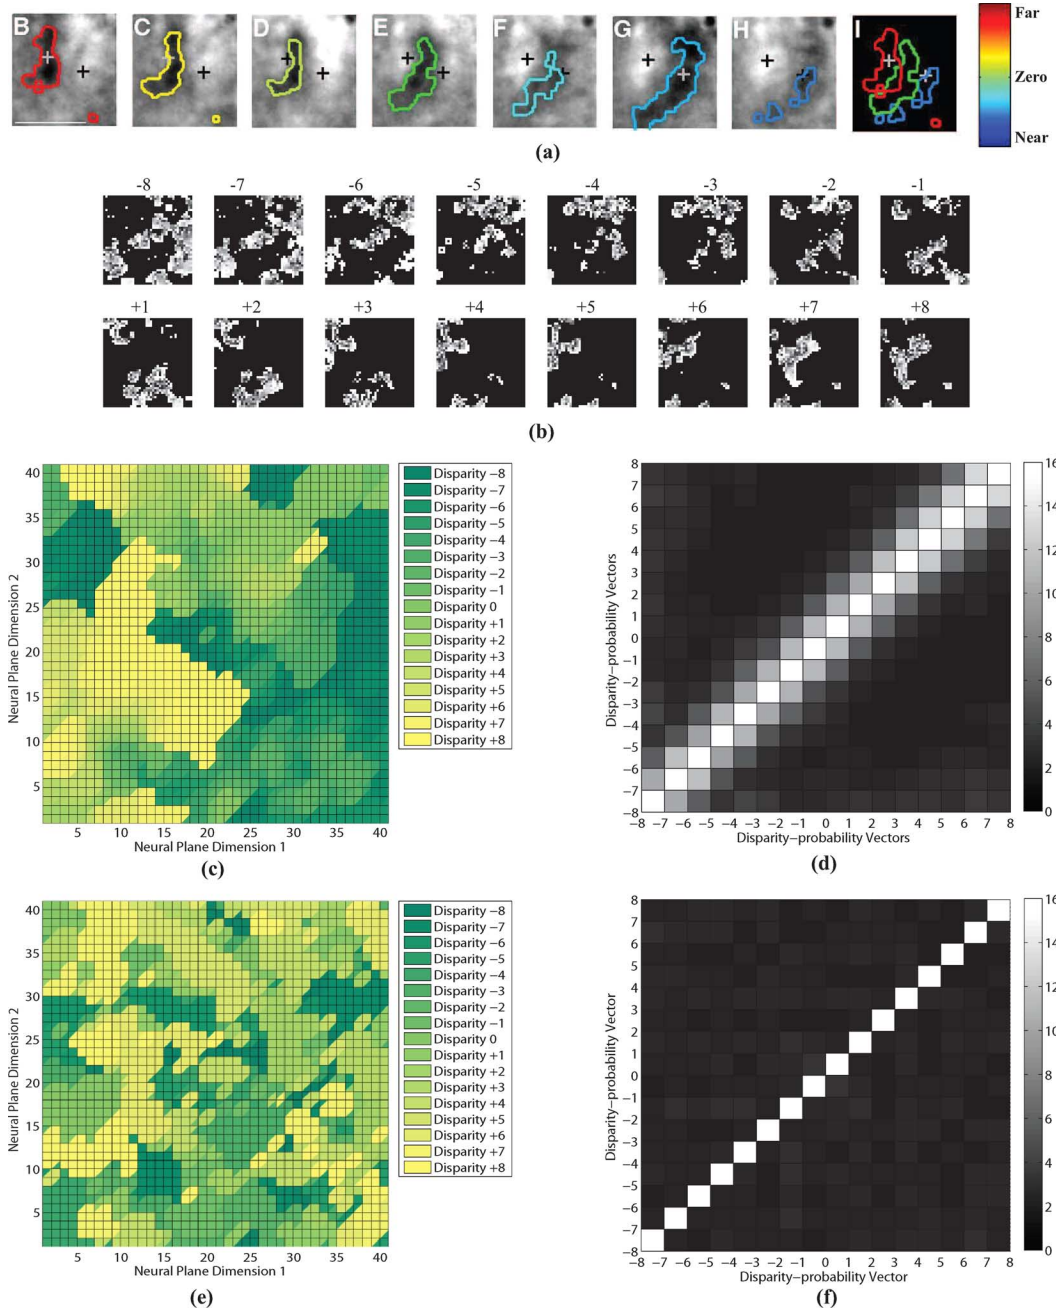 B C D E F G H I Far
Zero
Near
(a)
-8 -7 -6 -5 -4 -3 -2 -1
+1 +2 +3 +4 +5 +6 +7 +8
(b)
40
35
30
25
20
15
10
5
Neural Plane Dimension 2
5 10 15 20 25 30 35 40
Neural Plane Dimension 1
Disparity −8
Disparity −7
Disparity −6
Disparity −5
Disparity −4
Disparity −3
Disparity −2
Disparity −1
Disparity 0
Disparity +1
Disparity +2
Disparity +3
Disparity +4
Disparity +5
Disparity +6
Disparity +7
Disparity +8
(c)
8
7
6
5
4
3
2
1
0
−1
−2
−3
−4
−5
−6
−7
−8
Disparity−probability Vectors
−8 −7 −6 −5 −4 −3 −2 −1 0 1 2 3 4 5 6 7 8
Disparity−probability Vectors
16
14
12
10
8
6
4
2
0
(d)
40
35
30
25
20
15
10
5
Neural Plane Dimension 2
5 10 15 20 25 30 35 40
Neural Plane Dimension 1
Disparity −8
Disparity −7
Disparity −6
Disparity −5
Disparity −4
Disparity −3
Disparity −2
Disparity −1
Disparity 0
Disparity +1
Disparity +2
Disparity +3
Disparity +4
Disparity +5
Disparity +6
Disparity +7
Disparity +8
(e)
8
7
6
5
4
3
2
1
0
−1
−2
−3
−4
−5
−6
−7
−8
Disparity−probability Vector
−8 −7 −6 −5 −4 −3 −2 −1 0 1 2 3 4 5 6 7 8
Disparity−probability Vector
16
14
12
10
8
6
4
2
0
(f)